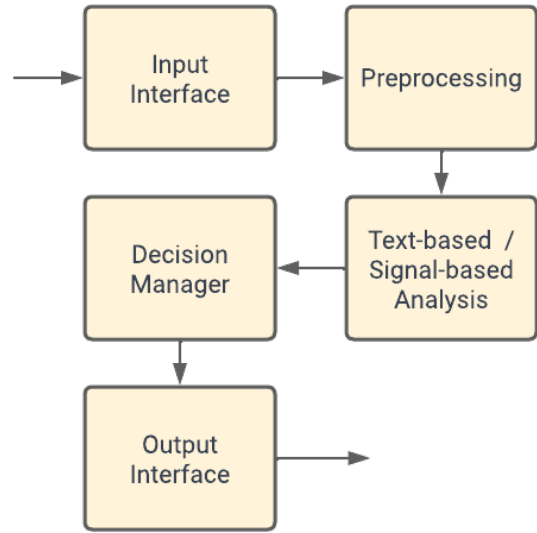 Input
Interface
Preprocessing
Text-based /
Signal-based
Analysis
Decision
Manager
Output
Interface